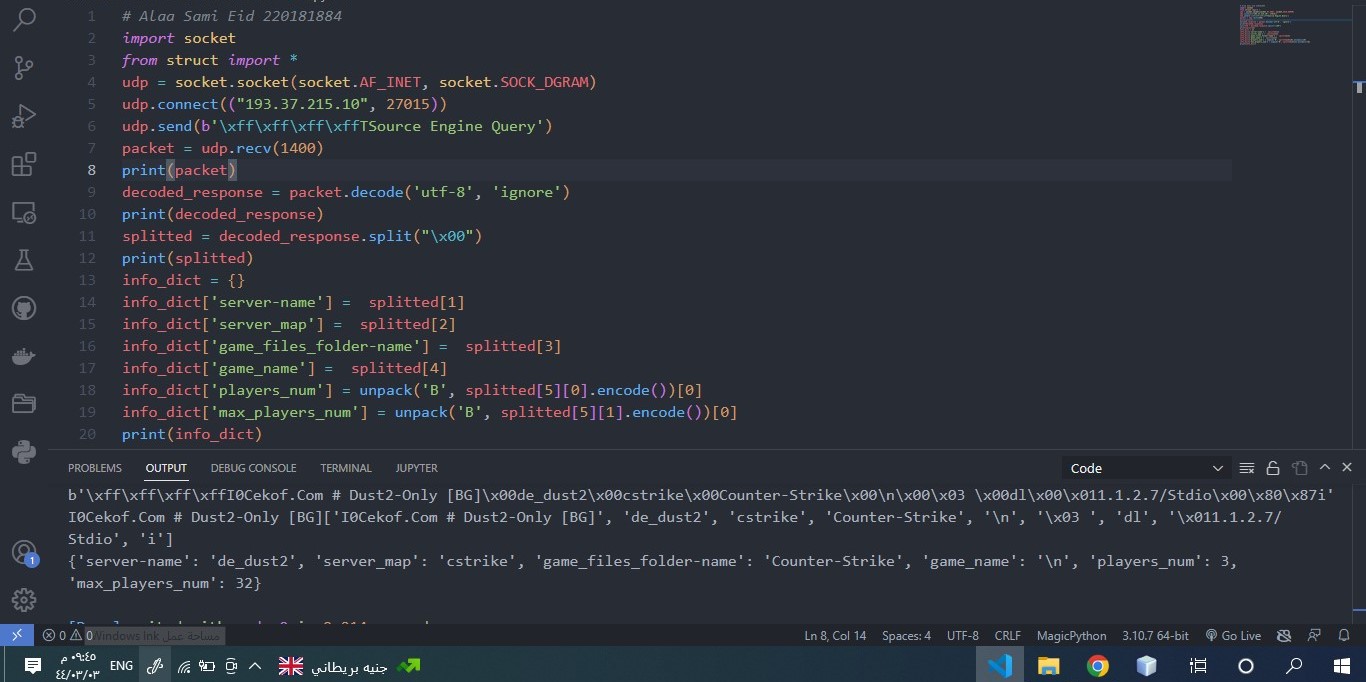 1 # Alaa Sami Eid 220181884
2 import socket
3 from struct import *
4 udp = socket.socket(socket.AF_INET, socket.SOCK_DGRAM)
5 udp.connect(("193.37.215.10", 27015))
6 udp.send(b'\xff\xff\xff\xffTSource Engine Query')
7 packet = udp.recv(1400)
8 print(packet)
9 decoded_response = packet.decode('utf-8', 'ignore')
10 print(decoded_response)
11 splitted = decoded_response.split("\x00")
12 print(splitted)
13 info_dict = {}
14 info_dict['server-name'] =  splitted[1]
15 info_dict['server_map'] =  splitted[2]
16 info_dict['game_files_folder-name'] =  splitted[3]
17 info_dict['game_name'] =  splitted[4]
18 info_dict['players_num'] = unpack('B', splitted[5][0].encode())[0]
19 info_dict['max_players_num'] = unpack('B', splitted[5][1].encode())[0]
20 print(info_dict)
PROBLEMS OUTPUT DEBUG CONSOLE TERMINAL JUPYTER Code
b'\xff\xff\xff\xffI0Cekof.Com # Dust2-Only [BG]\x00de_dust2\x00cstrike\x00Counter-Strike\x00\n\x00\x03 \x00dl\x00\x011.1.2.7/Stdio\x00\x80\x87i'
I0Cekof.Com # Dust2-Only [BG]['I0Cekof.Com # Dust2-Only [BG]', 'de_dust2', 'cstrike', 'Counter-Strike', '\n', '\x03 ', 'dl', '\x011.1.2.7/
Stdio', 'i']
{'server-name': 'de_dust2', 'server_map': 'cstrike', 'game_files_folder-name': 'Counter-Strike', 'game_name': '\n', 'players_num': 3,
'max_players_num': 32}
1
0 0 مساحة عمل Windows Ink Ln 8, Col 14 Spaces: 4 UTF-8 CRLF MagicPython 3.10.7 64-bit Go Live
٠٩:٤٥ م
٤٤/٠٣/٠٣
ENG جنيه بريطاني